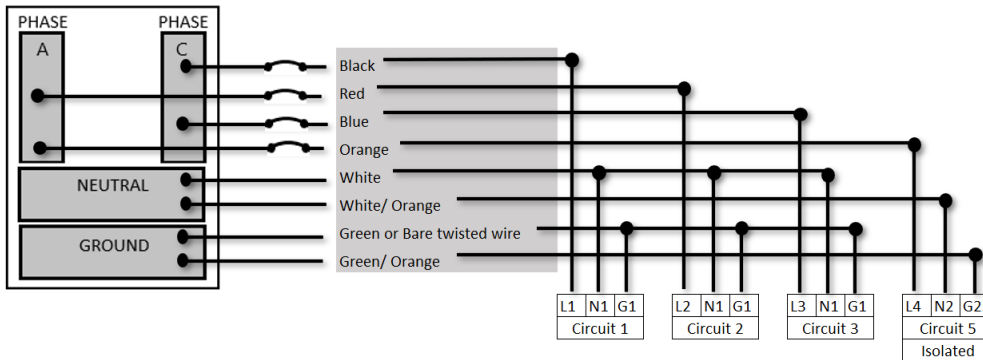 PHASE PHASE
A C
NEUTRAL
GROUND
Black
Red
Blue
Orange
White
White/ Orange
Green or Bare twisted wire
Green/ Orange
L1 N1 G1
Circuit 1
L2 N1 G1
Circuit 2
L3 N1 G1
Circuit 3
L4 N2 G2
Circuit 5
Isolated